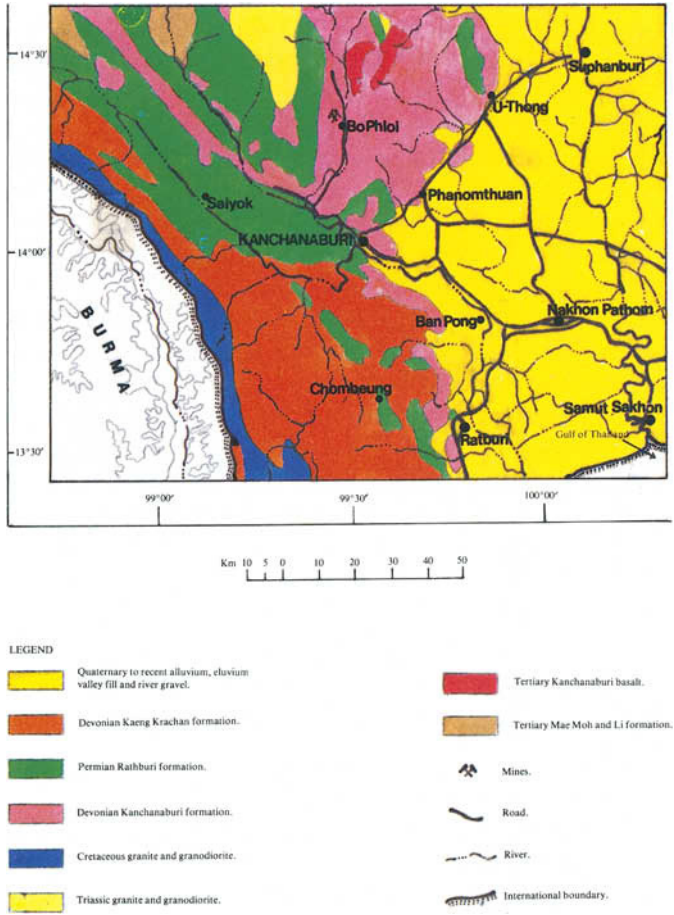 14°30'
Suphanburi
U-Thong
BoPhloi
Phanomthuan
Saiyok
KANCHANABURI
14°00'
BURMA
Nakhon Pathom
Ban Pong
Chombeung
Samut Sakhon
Ratburi
Gulf of Thailand
13°30'
99°00' 99°30' 100°00'
Km 10 5 0 10 20 30 40 50
LEGEND
Quaternary to recent alluvium, eluvium
valley fill and river gravel.
Devonian Kaeng Krachan formation.
Permian Rathburi formation.
Devonian Kanchanaburi formation.
Cretaceous granite and granodiorite.
Triassic granite and granodiorite.
Tertiary Kanchanaburi basalt.
Tertiary Mae Moh and Li formation.
Mines.
Road.
River.
International boundary.